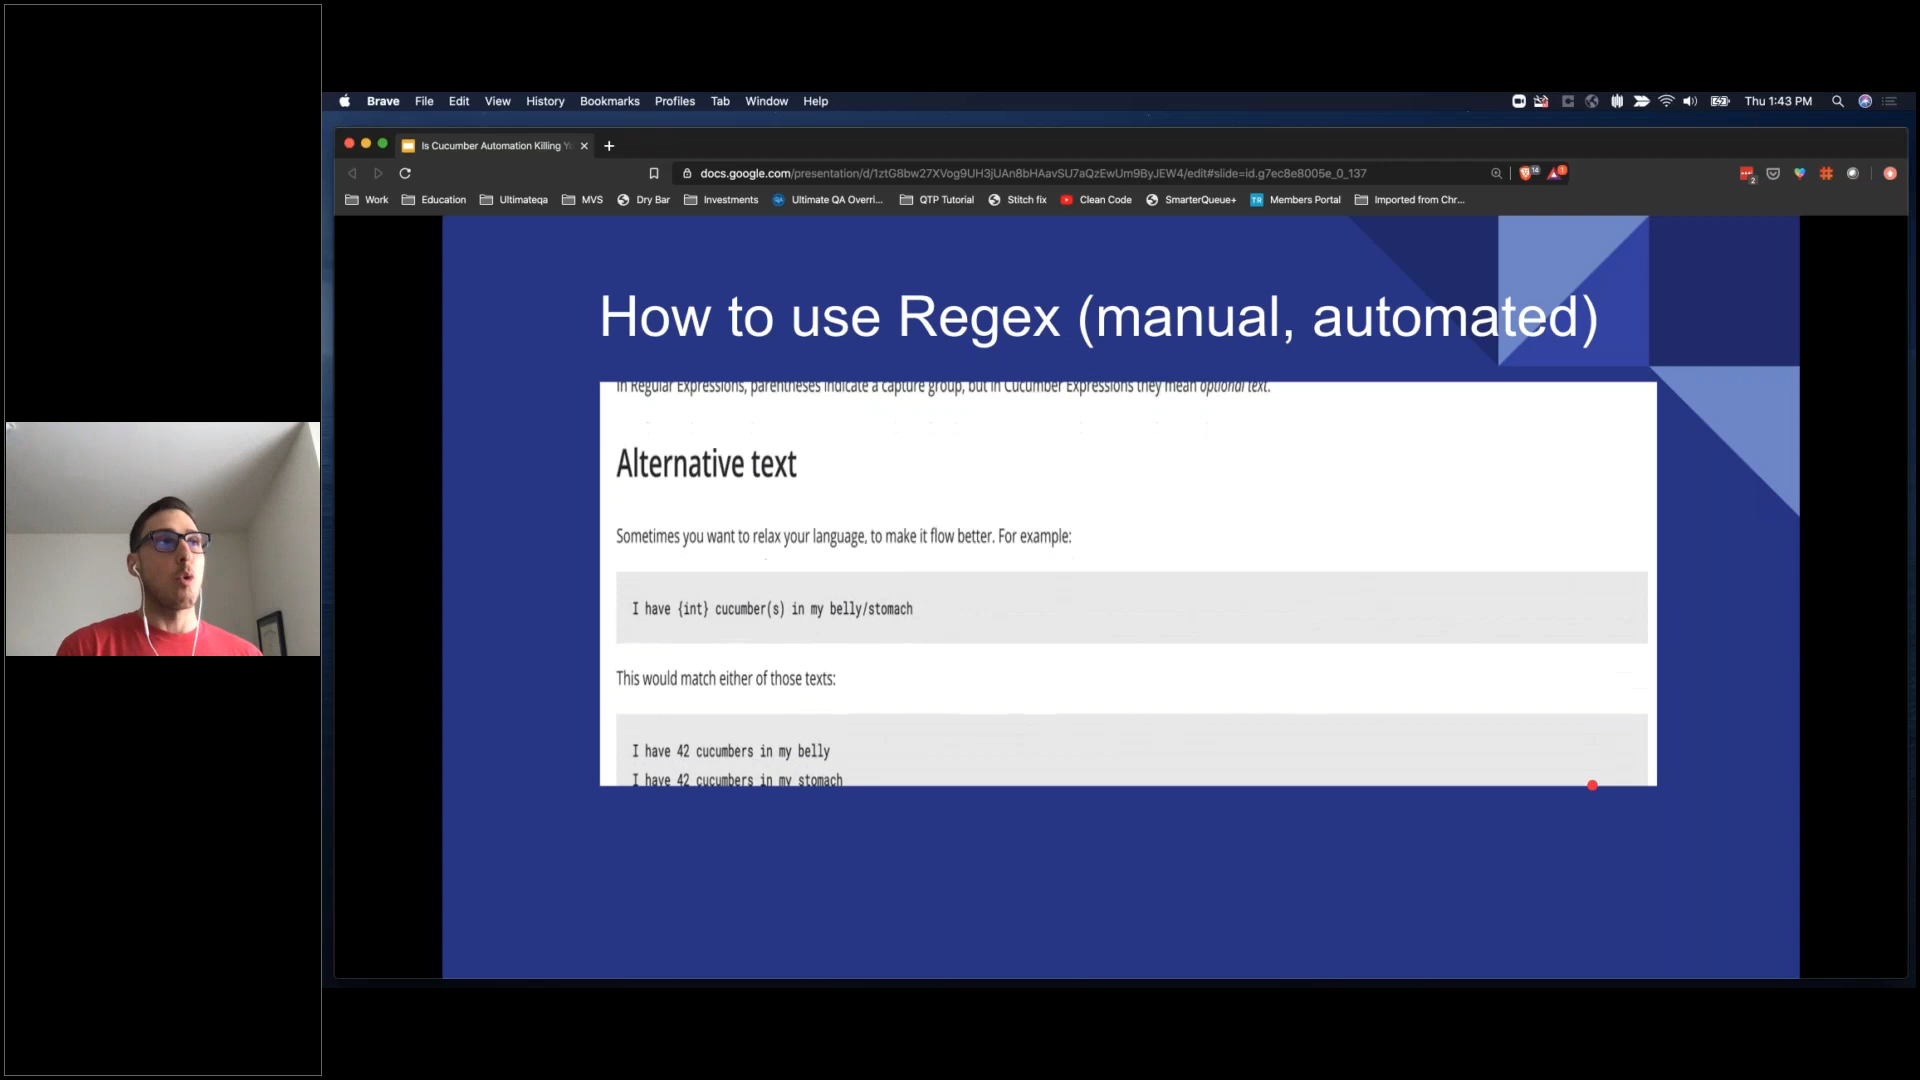 Brave File Edit View History Bookmarks Profiles Tab Window Help
Thu 1:43 PM
Is Cucumber Automation Killing Y
docs.google.com/presentation/d/1ztG8bw27XVog9UH3jUAn8bHAavSU7aQzEwUm9ByJEW4/edit#slide=id.g7ec8e8005e_0_137
Work Education Ultimateqa MVS Dry Bar Investments Ultimate QA Overri... QTP Tutorial Stitch fix Clean Code SmarterQueue+ TR Members Portal Imported from Chr...
How to use Regex (manual, automated)
In Regular Expressions, parentheses indicate a capture group, but in Cucumber Expressions they mean optional text.
Alternative text
Sometimes you want to relax your language, to make it flow better. For example:
I have {int} cucumber(s) in my belly/stomach
This would match either of those texts:
I have 42 cucumbers in my belly
I have 42 cucumbers in my stomach